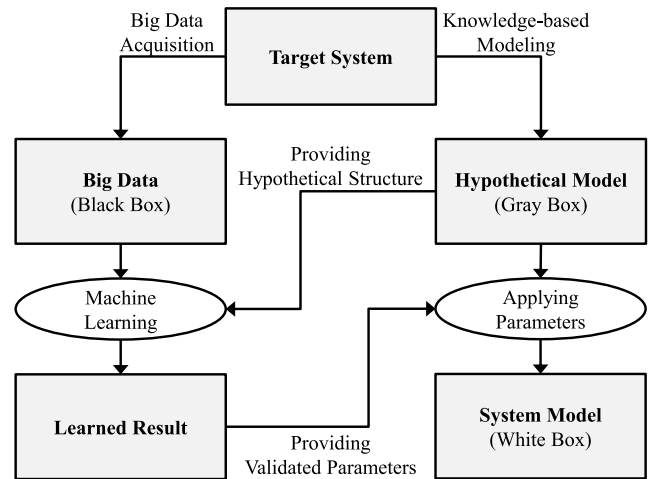 Big Data
Acquisition
Target System
Knowledge-based
Modeling
Big Data
(Black Box)
Providing
Hypothetical Structure
Hypothetical Model
(Gray Box)
Machine
Learning
Applying
Parameters
Learned Result
Providing
Validated Parameters
System Model
(White Box)